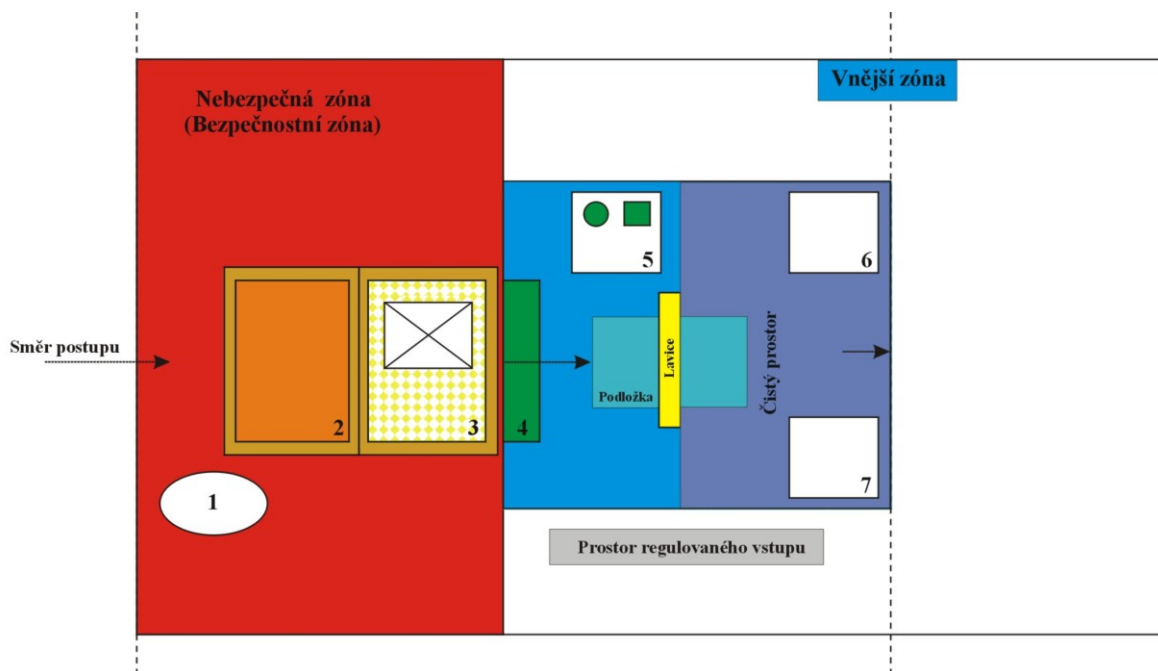 Nebezpečná zóna
(Bezpečnostní zóna)
Vnější zóna
5
6
Směr postupu
2
3
4
Podložka
Lavice
Čistý prostor
7
1
Prostor regulovaného vstupu